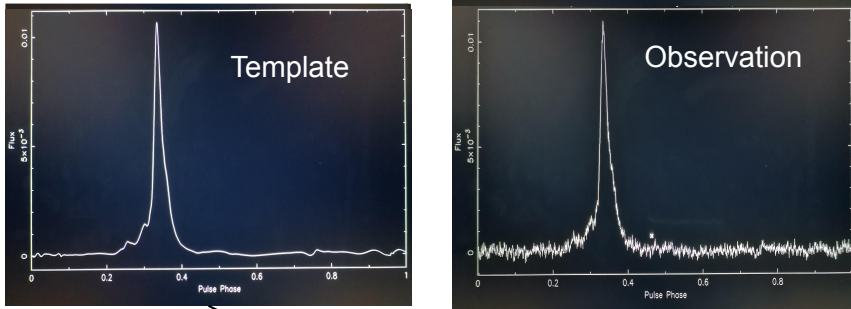 Template
0.01
Flux
5×10⁻³
0
0 0.2 0.4 0.6 0.8 1
Pulse Phase
Observation
0.01
Flux
5×10⁻³
0
0 0.2 0.4 0.6 0.8
Pulse Phase